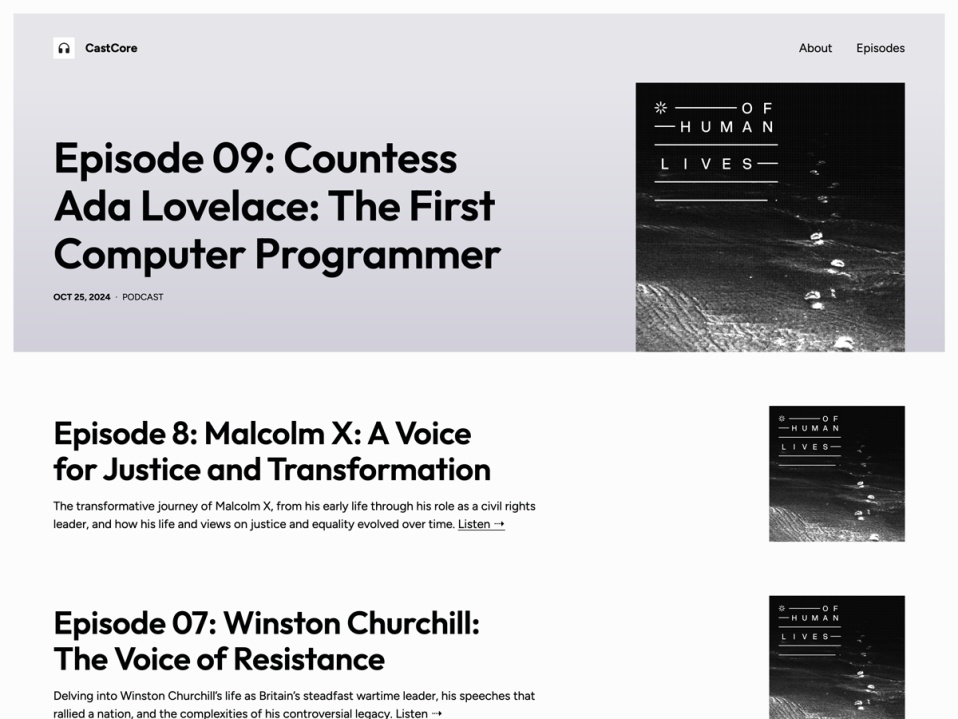 CastCore
About
Episodes
OF
HUMAN
LIVES
Episode 09: Countess
Ada Lovelace: The First
Computer Programmer
OCT 25, 2024 · PODCAST
Episode 8: Malcolm X: A Voice
for Justice and Transformation
The transformative journey of Malcolm X, from his early life through his role as a civil rights
leader, and how his life and views on justice and equality evolved over time. Listen →
OF
HUMAN
LIVES
Episode 07: Winston Churchill:
The Voice of Resistance
Delving into Winston Churchill’s life as Britain’s steadfast wartime leader, his speeches that
rallied a nation, and the complexities of his controversial legacy. Listen →
OF
HUMAN
LIVES